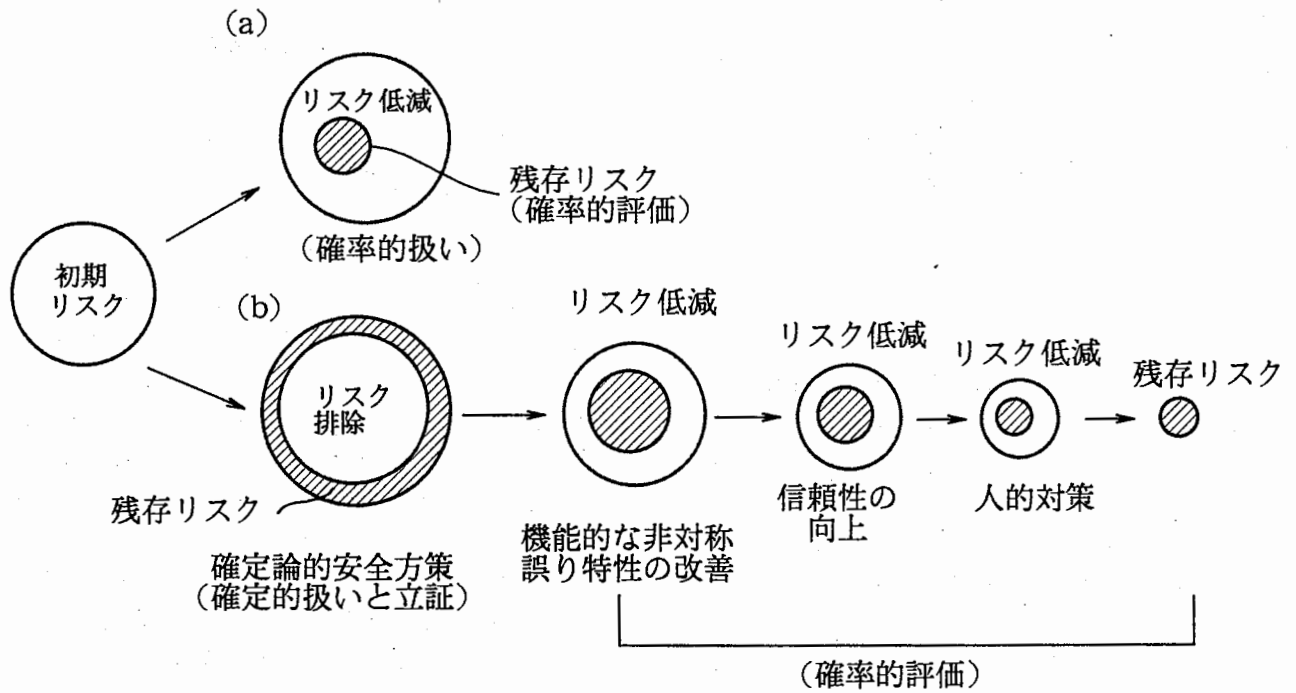 (a)
リスク低減
残存リスク
(確率的評価)
(確率的扱い)
初期
リスク
(b)
リスク
排除
残存リスク
確定論的安全方策
(確定的扱いと立証)
リスク低減
機能的な非対称
誤り特性の改善
リスク低減
信頼性の
向上
リスク低減
人的対策
残存リスク
(確率的評価)